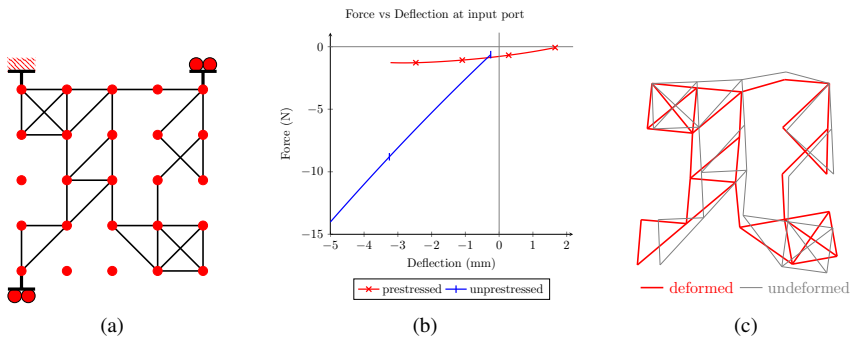 Force vs Deflection at input port
0
−5
−10
−15
Force (N)
−5 −4 −3 −2 −1 0 1 2
Deflection (mm)
prestressed unprestressed
deformed undeformed
(a) (b) (c)